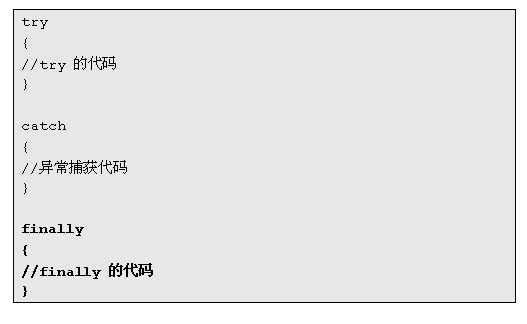 try
{
//try 的代码
}
catch
{
//异常捕获代码
}
finally
{
//finally 的代码
}